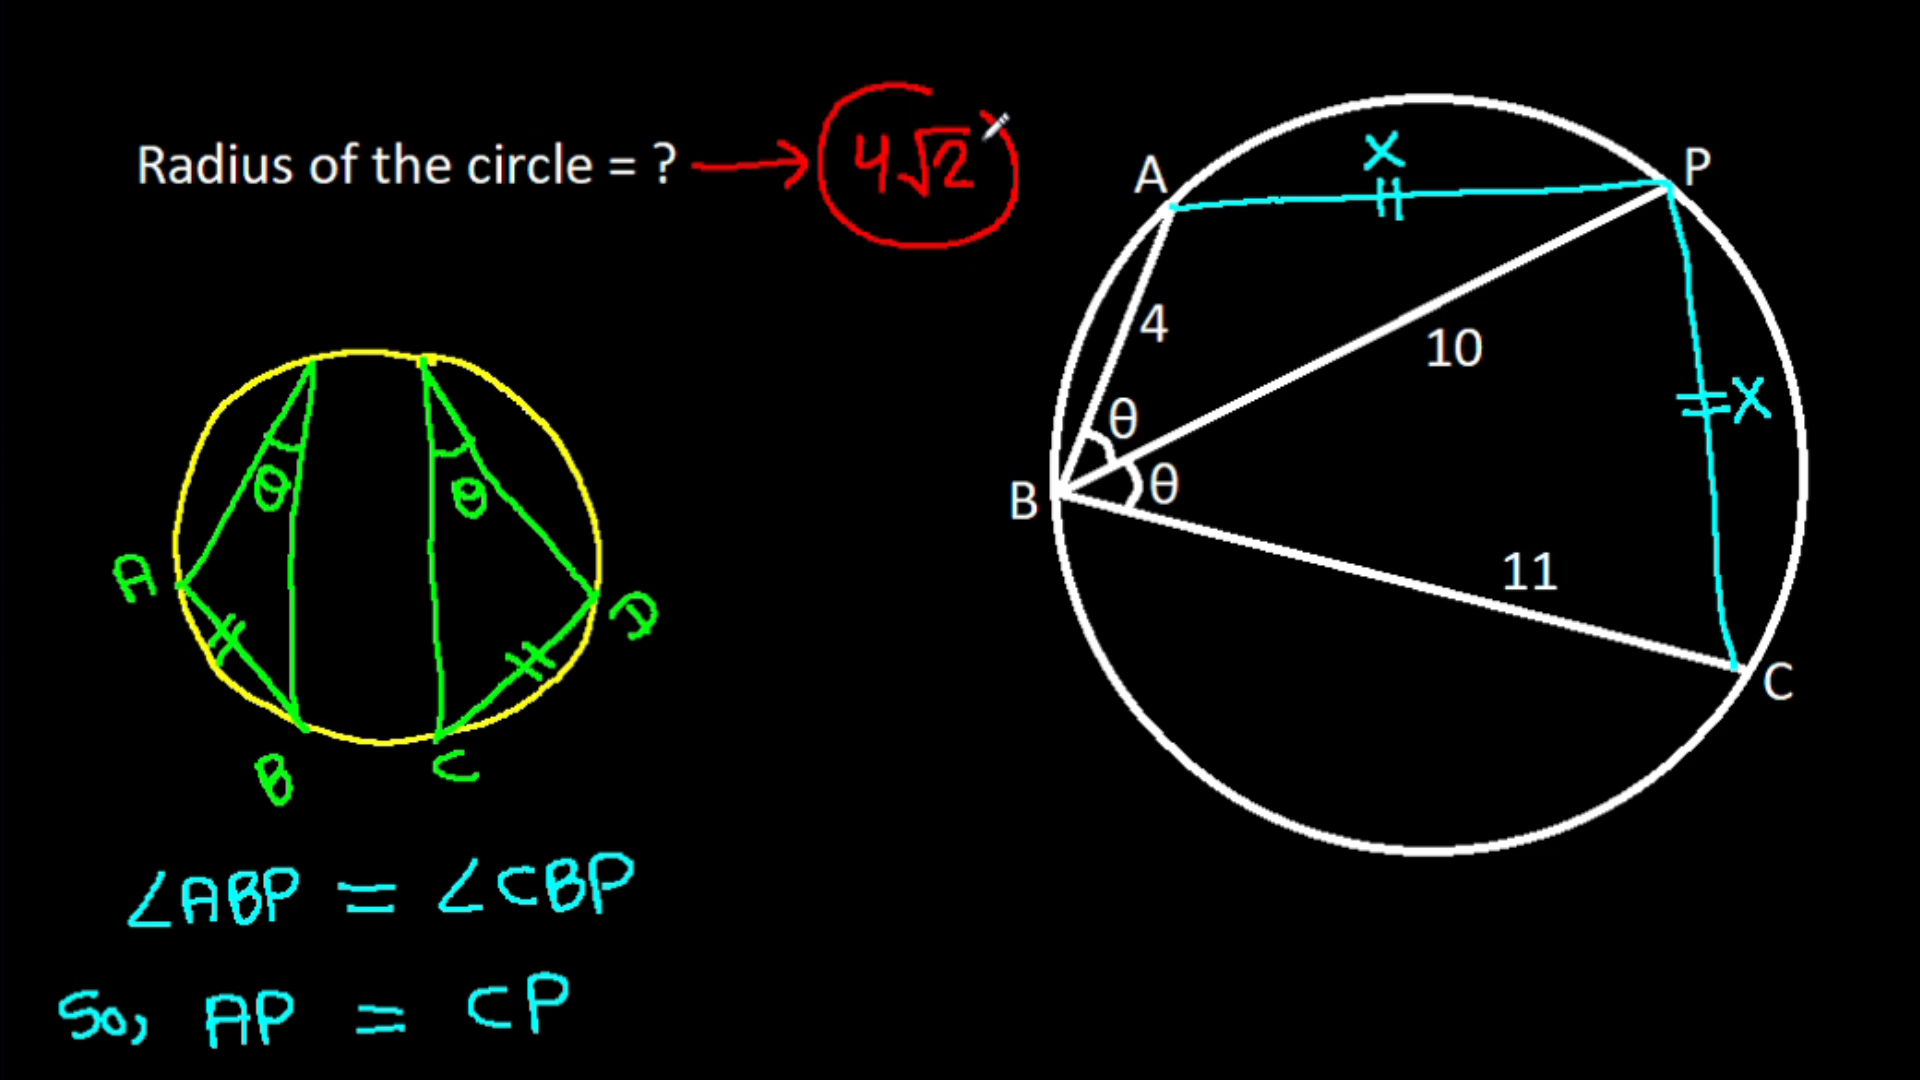 Radius of the circle = ? → 4√2
A
P
x
4
10
θ
θ
B
x
11
C
θ
θ
A
D
B
C
∠ABP = ∠CBP
So, AP = CP